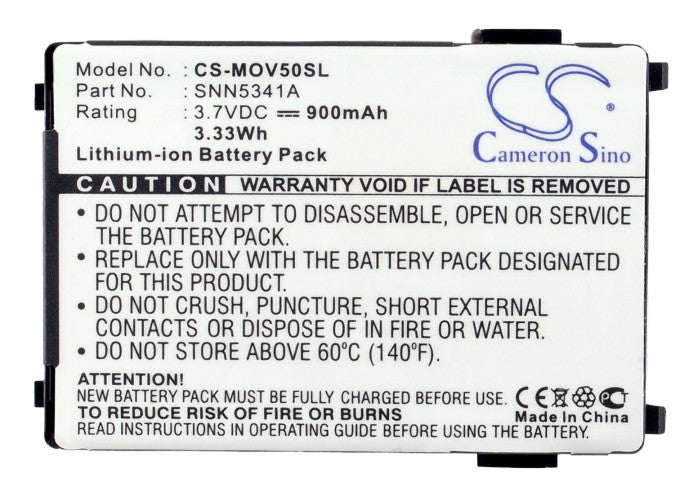 Model No. : CS-MOV50SL
Part No. : SNN5341A
Rating : 3.7VDC ⎓ 900mAh
3.33Wh
Lithium-ion Battery Pack
CS
Cameron Sino
CAUTION WARRANTY VOID IF LABEL IS REMOVED
• DO NOT ATTEMPT TO DISASSEMBLE, OPEN OR SERVICE
THE BATTERY PACK.
• REPLACE ONLY WITH THE BATTERY PACK DESIGNATED
FOR THIS PRODUCT.
• DO NOT CRUSH, PUNCTURE, SHORT EXTERNAL
CONTACTS OR DISPOSE OF IN FIRE OR WATER.
• DO NOT STORE ABOVE 60°C (140°F).
ATTENTION!
NEW BATTERY PACK MUST BE FULLY CHARGED BEFORE USE.
TO REDUCE RISK OF FIRE OR BURNS
READ INSTRUCTIONS IN OPERATING GUIDE BEFORE USING BATTERY.
CE PC
Made In China